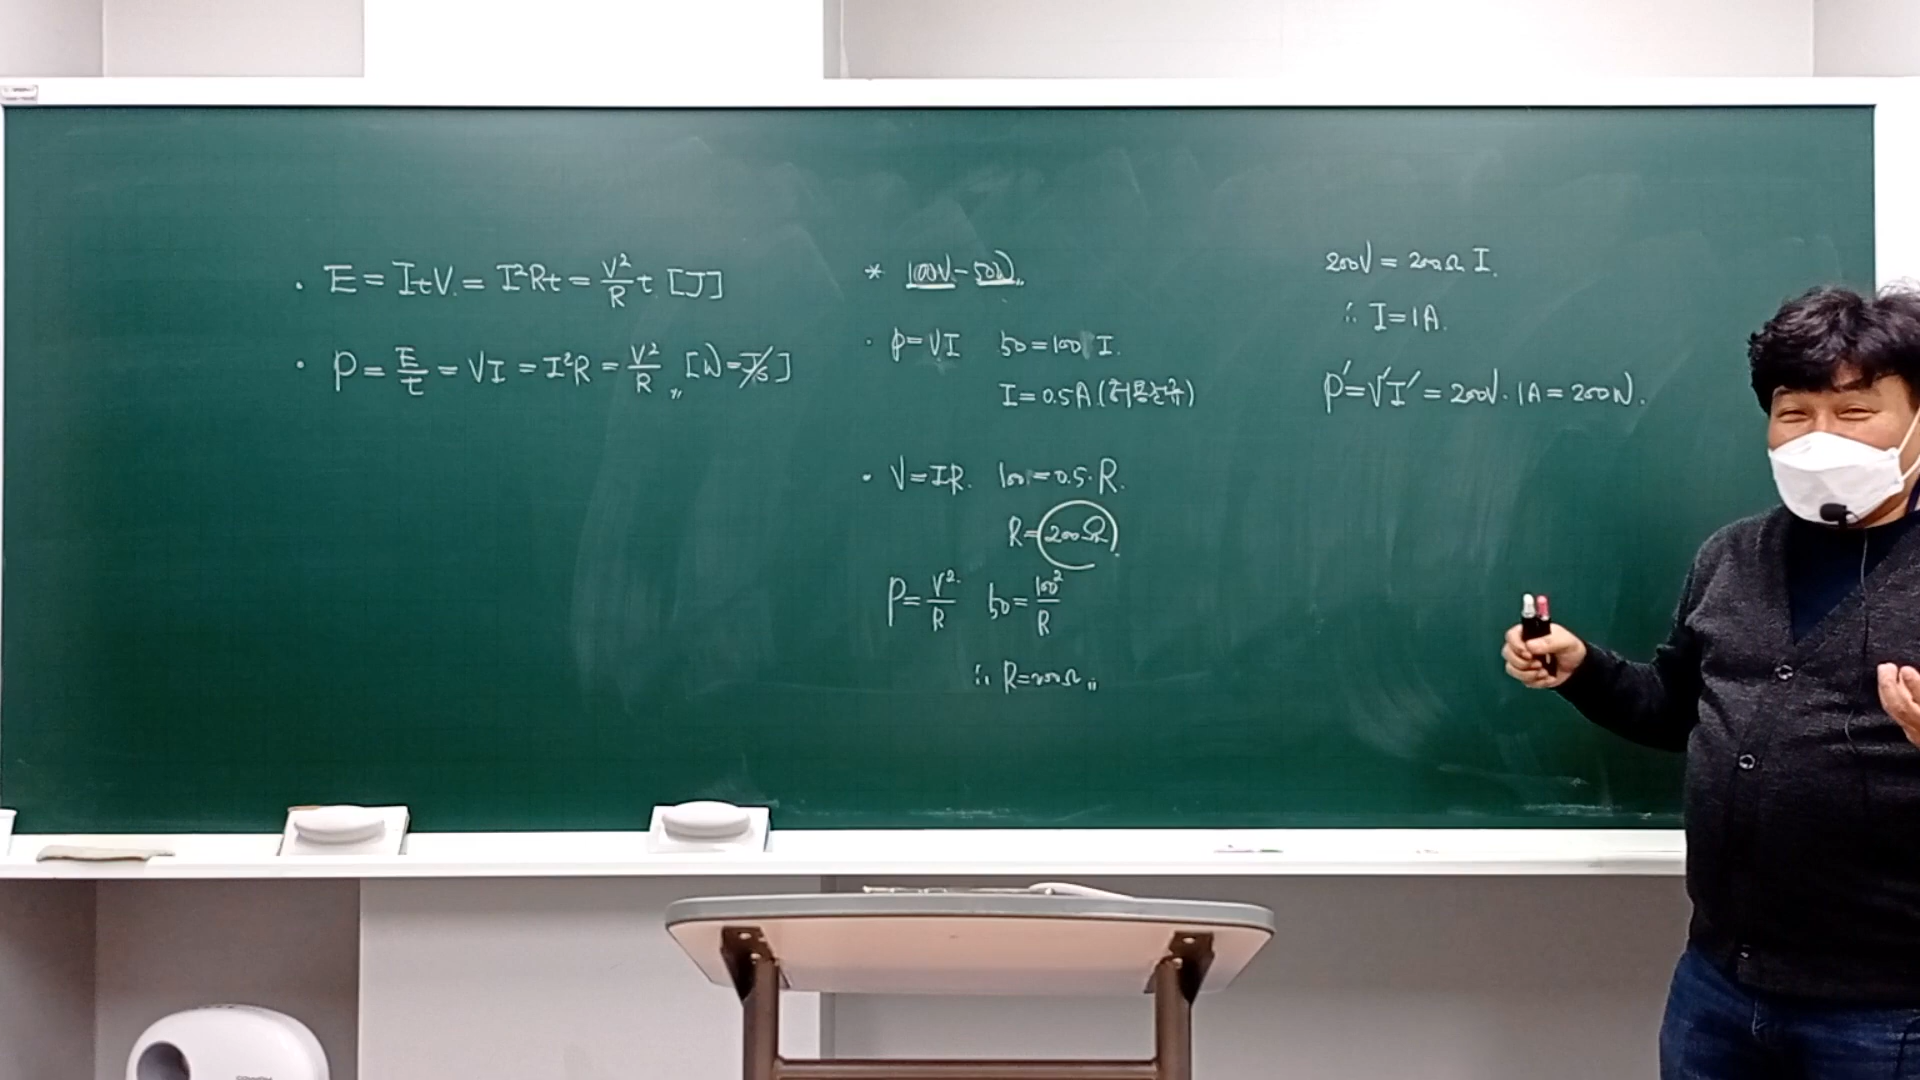 · E = ItV = I²Rt = V²/R t [J]
· P = E/t = VI = I²R = V²/R 〃 [W=J/s]
* 100V-50W〃
· P=VI 50=100 I.
I=0.5A (허용전류)
· V=IR. 100=0.5·R.
R=200Ω.
P=V²/R 50=100²/R
∴ R=200Ω〃
200V = 200Ω I.
∴ I=1A.
P′=V′I′ = 200V·1A = 200W.